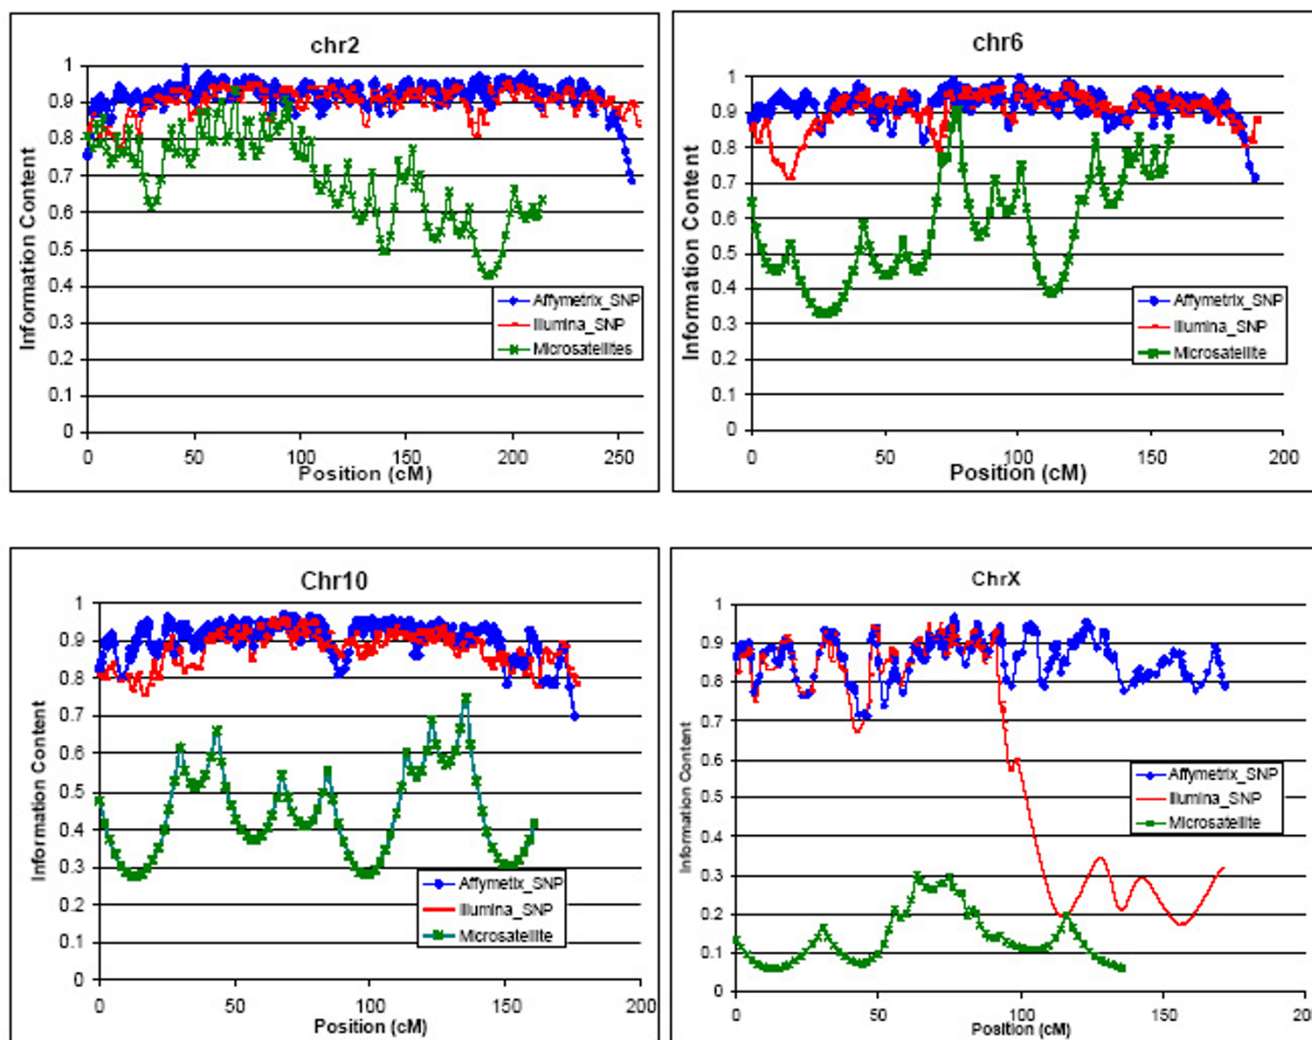 chr2
Information Content
1
0.9
0.8
0.7
0.6
0.5
0.4
0.3
0.2
0.1
0
0 50 100 150 200 250
Position (cM)
Affymetrix_SNP
Illumina_SNP
Microsatellites
chr6
Information Content
1
0.9
0.8
0.7
0.6
0.5
0.4
0.3
0.2
0.1
0
0 50 100 150 200
Position (cM)
Affymetrix_SNP
Illumina_SNP
Microsatellite
Chr10
Information Content
1
0.9
0.8
0.7
0.6
0.5
0.4
0.3
0.2
0.1
0
0 50 100 150 200
Position (cM)
Affymetix_SNP
Illumina_SNP
Microsatellite
ChrX
Information Content
1
0.9
0.8
0.7
0.6
0.5
0.4
0.3
0.2
0.1
0
0 50 100 150 200
Position (cM)
Affymetrix_SNP
Illumina_SNP
Microsatellite